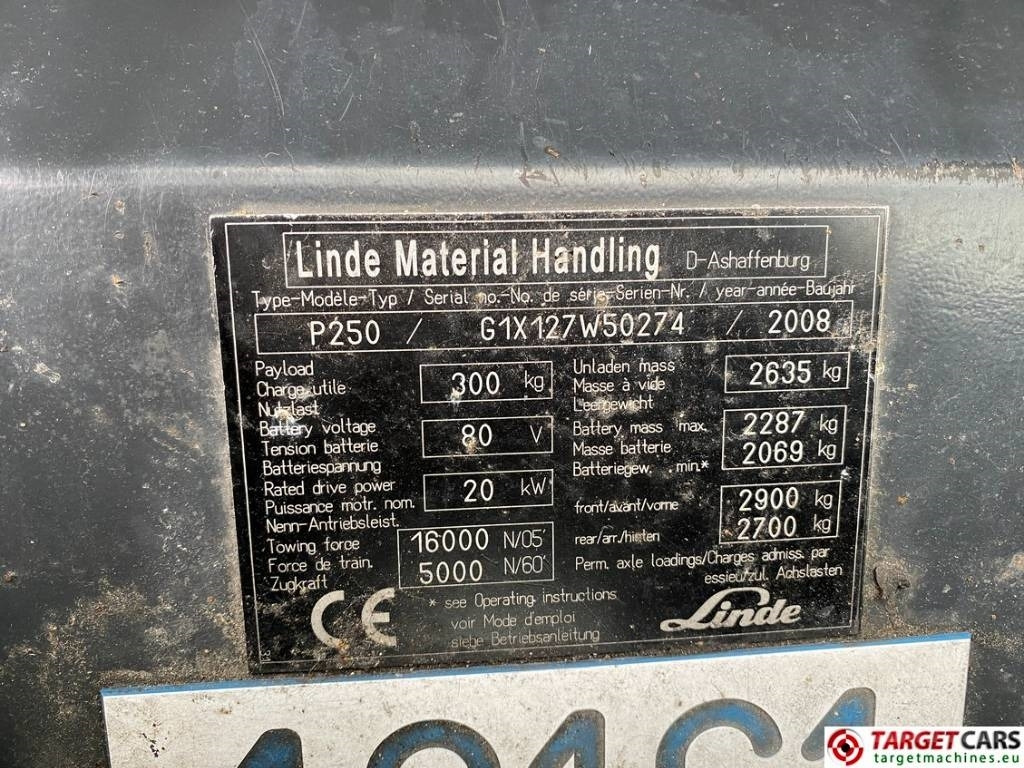 Linde Material Handling D-Ashaffenburg
Type-Modèle-Typ / Serial no.-No. de série-Serien-Nr. / year-année-Baujahr
P250 / G1X127W50274 / 2008
Payload
Charge utile
Nutzlast
300 kg
Battery voltage
Tension batterie
Batteriespannung
80 V
Rated drive power
Puissance motr. nom.
Nenn-Antriebsleist.
20 kW
Towing force
Force de train.
Zugkraft
16000 N/05'
5000 N/60'
Unladen mass
Masse à vide
Leergewicht
2635 kg
Battery mass max.
Masse batterie
Batteriegew. min.*
2287 kg
2069 kg
front/avant/vorne
2900 kg
rear/arr./hinten
2700 kg
Perm. axle loadings/Charges admiss. par
essieu/zul. Achslasten
CE
* see Operating instructions
voir Mode d'emploi
siehe Betriebsanleitung
Linde
TARGETCARS
targetmachines.eu